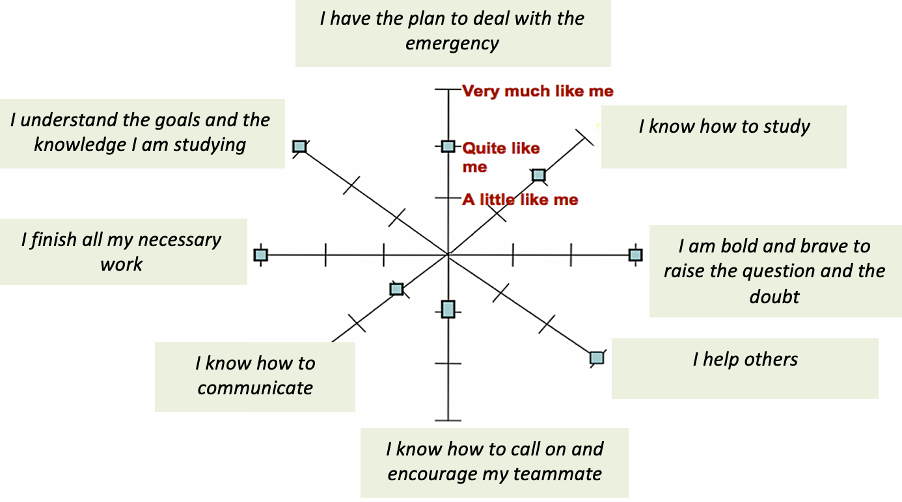 I have the plan to deal with the
emergency
Very much like me
I understand the goals and the
knowledge I am studying
I know how to study
Quite like
me
A little like me
I finish all my necessary
work
I am bold and brave to
raise the question and the
doubt
I know how to
communicate
I help others
I know how to call on and
encourage my teammate